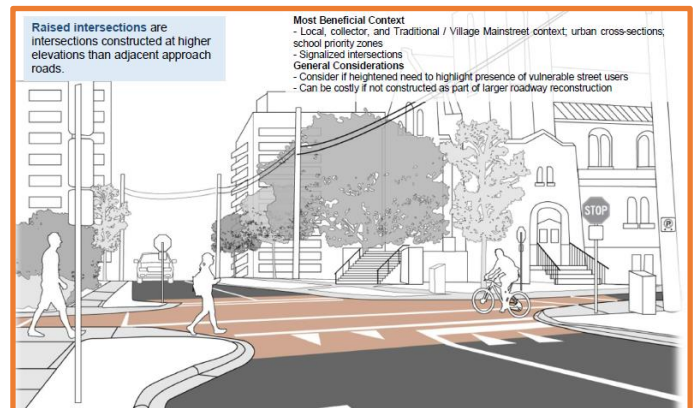 Raised intersections are
intersections constructed at higher
elevations than adjacent approach
roads.
Most Beneficial Context
- Local, collector, and Traditional / Village Mainstreet context; urban cross-sections;
school priority zones
- Signalized intersections
General Considerations
- Consider if heightened need to highlight presence of vulnerable street users
- Can be costly if not constructed as part of larger roadway reconstruction
STOP
P